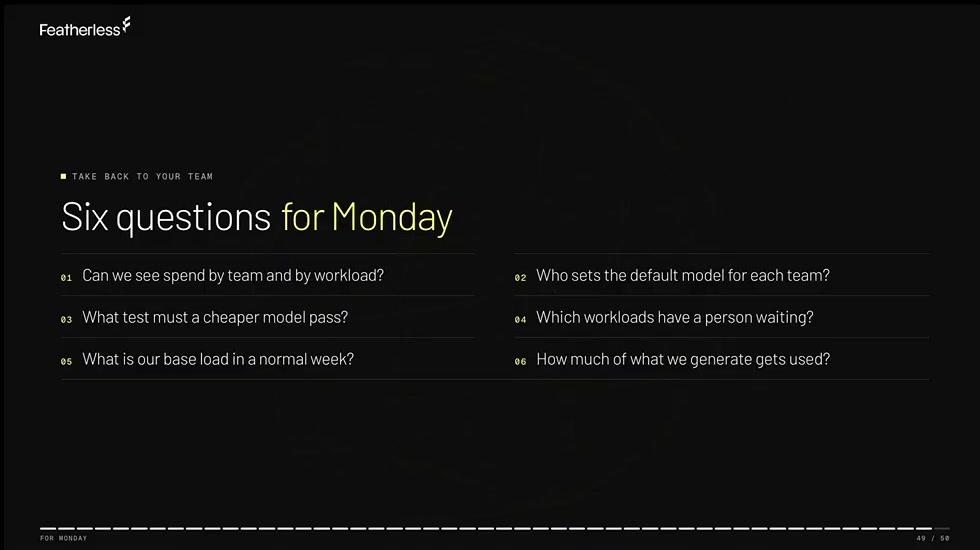 Featherless
TAKE BACK TO YOUR TEAM
Six questions for Monday
01 Can we see spend by team and by workload?
02 Who sets the default model for each team?
03 What test must a cheaper model pass?
04 Which workloads have a person waiting?
05 What is our base load in a normal week?
06 How much of what we generate gets used?
FOR MONDAY
49 / 50